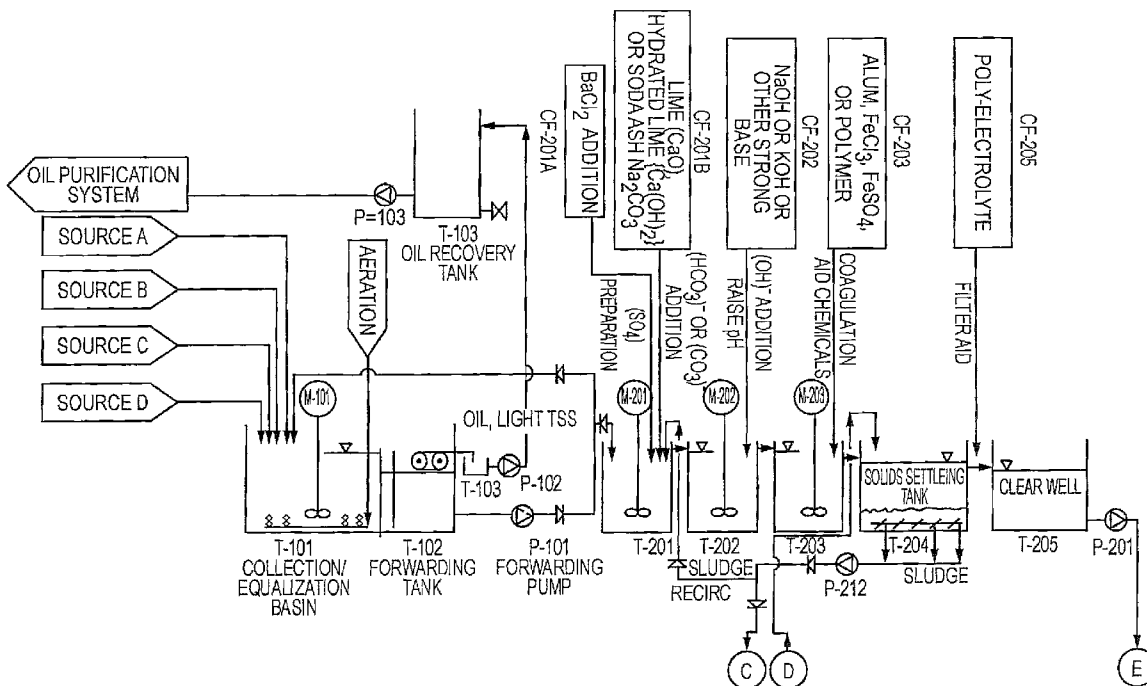 OIL PURIFICATION
SYSTEM
SOURCE A
SOURCE B
SOURCE C
SOURCE D
P=103
T-103
OIL RECOVERY
TANK
AERATION
M-101
OIL, LIGHT TSS
T-103
P-102
T-101
COLLECTION/
EQUALIZATION
BASIN
T-102
FORWARDING
TANK
P-101
FORWARDING
PUMP
CF-201A
BaCl2 ADDITION
PREPARATION
(SO4)
CF-201B
LIME (CaO),
HYDRATED LIME {Ca(OH)2}
OR SODA ASH Na2CO3
(HCO3)- OR (CO3)-
ADDITION
CF-202
NaOH OR KOH OR
OTHER STRONG
BASE
(OH)- ADDITION
RAISE pH
CF-203
ALUM, FeCl3, FeSO4,
OR POLYMER
COAGULATION
AID CHEMICALS
CF-205
POLY-ELECTROLYTE
FILTER AID
M-201
M-202
M-203
SOLIDS SETTLEING
TANK
CLEAR WELL
T-201
T-202
T-203
T-204
T-205
SLUDGE
RECIRC
P-212
SLUDGE
P-201
C
D
E